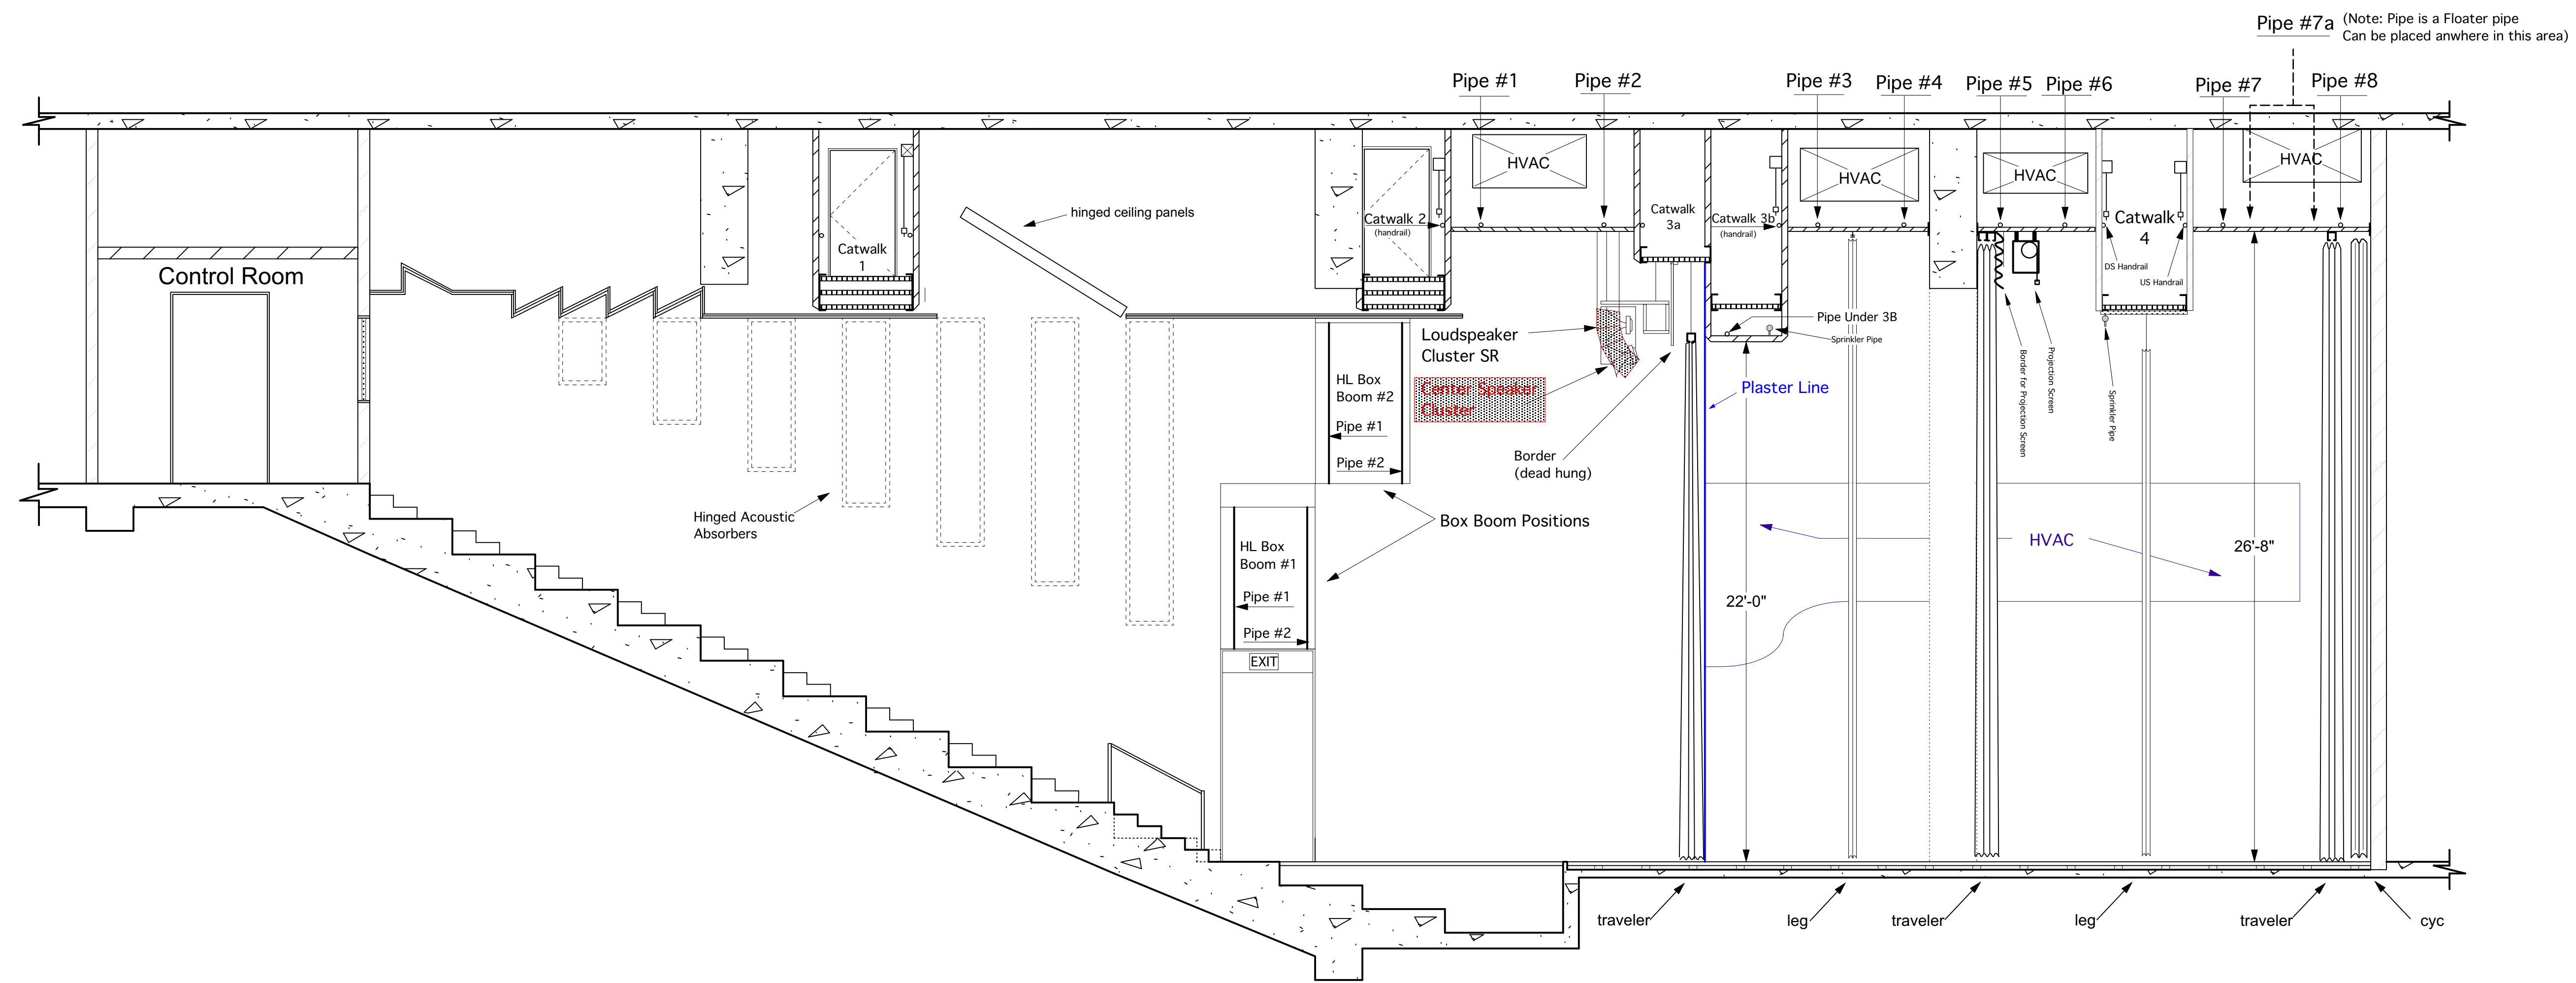 Pipe #7a
(Note: Pipe is a Floater pipe
Can be placed anwhere in this area)
Pipe #1
Pipe #2
Pipe #3
Pipe #4
Pipe #5
Pipe #6
Pipe #7
Pipe #8
HVAC
HVAC
HVAC
HVAC
hinged ceiling panels
Catwalk
1
Catwalk 2
(handrail)
Catwalk
3a
Catwalk 3b
(handrail)
Catwalk
4
DS Handrail
US Handrail
Control Room
Pipe Under 3B
Sprinkler Pipe
Loudspeaker
Cluster SR
Center Speaker
Cluster
Plaster Line
Border for Projection Screen
Projection Screen
Sprinkler Pipe
HL Box
Boom #2
Pipe #1
Pipe #2
Border
(dead hung)
Hinged Acoustic
Absorbers
Box Boom Positions
HL Box
Boom #1
Pipe #1
Pipe #2
EXIT
HVAC
26'-8"
22'-0"
traveler
leg
traveler
leg
traveler
cyc